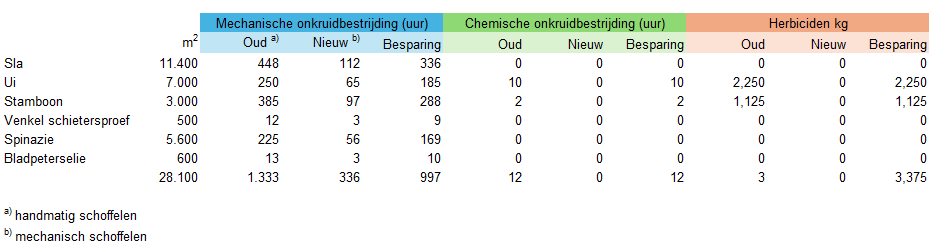 Mechanische onkruidbestrijding (uur) Chemische onkruidbestrijding (uur) Herbiciden kg
m² Oud a) Nieuw b) Besparing Oud Nieuw Besparing Oud Nieuw Besparing
Sla 11.400 448 112 336 0 0 0 0 0 0
Ui 7.000 250 65 185 10 0 10 2,250 0 2,250
Stamboon 3.000 385 97 288 2 0 2 1,125 0 1,125
Venkel schietersproef 500 12 3 9 0 0 0 0 0 0
Spinazie 5.600 225 56 169 0 0 0 0 0 0
Bladpeterselie 600 13 3 10 0 0 0 0 0 0
28.100 1.333 336 997 12 0 12 3 0 3,375
a) handmatig schoffelen
b) mechanisch schoffelen